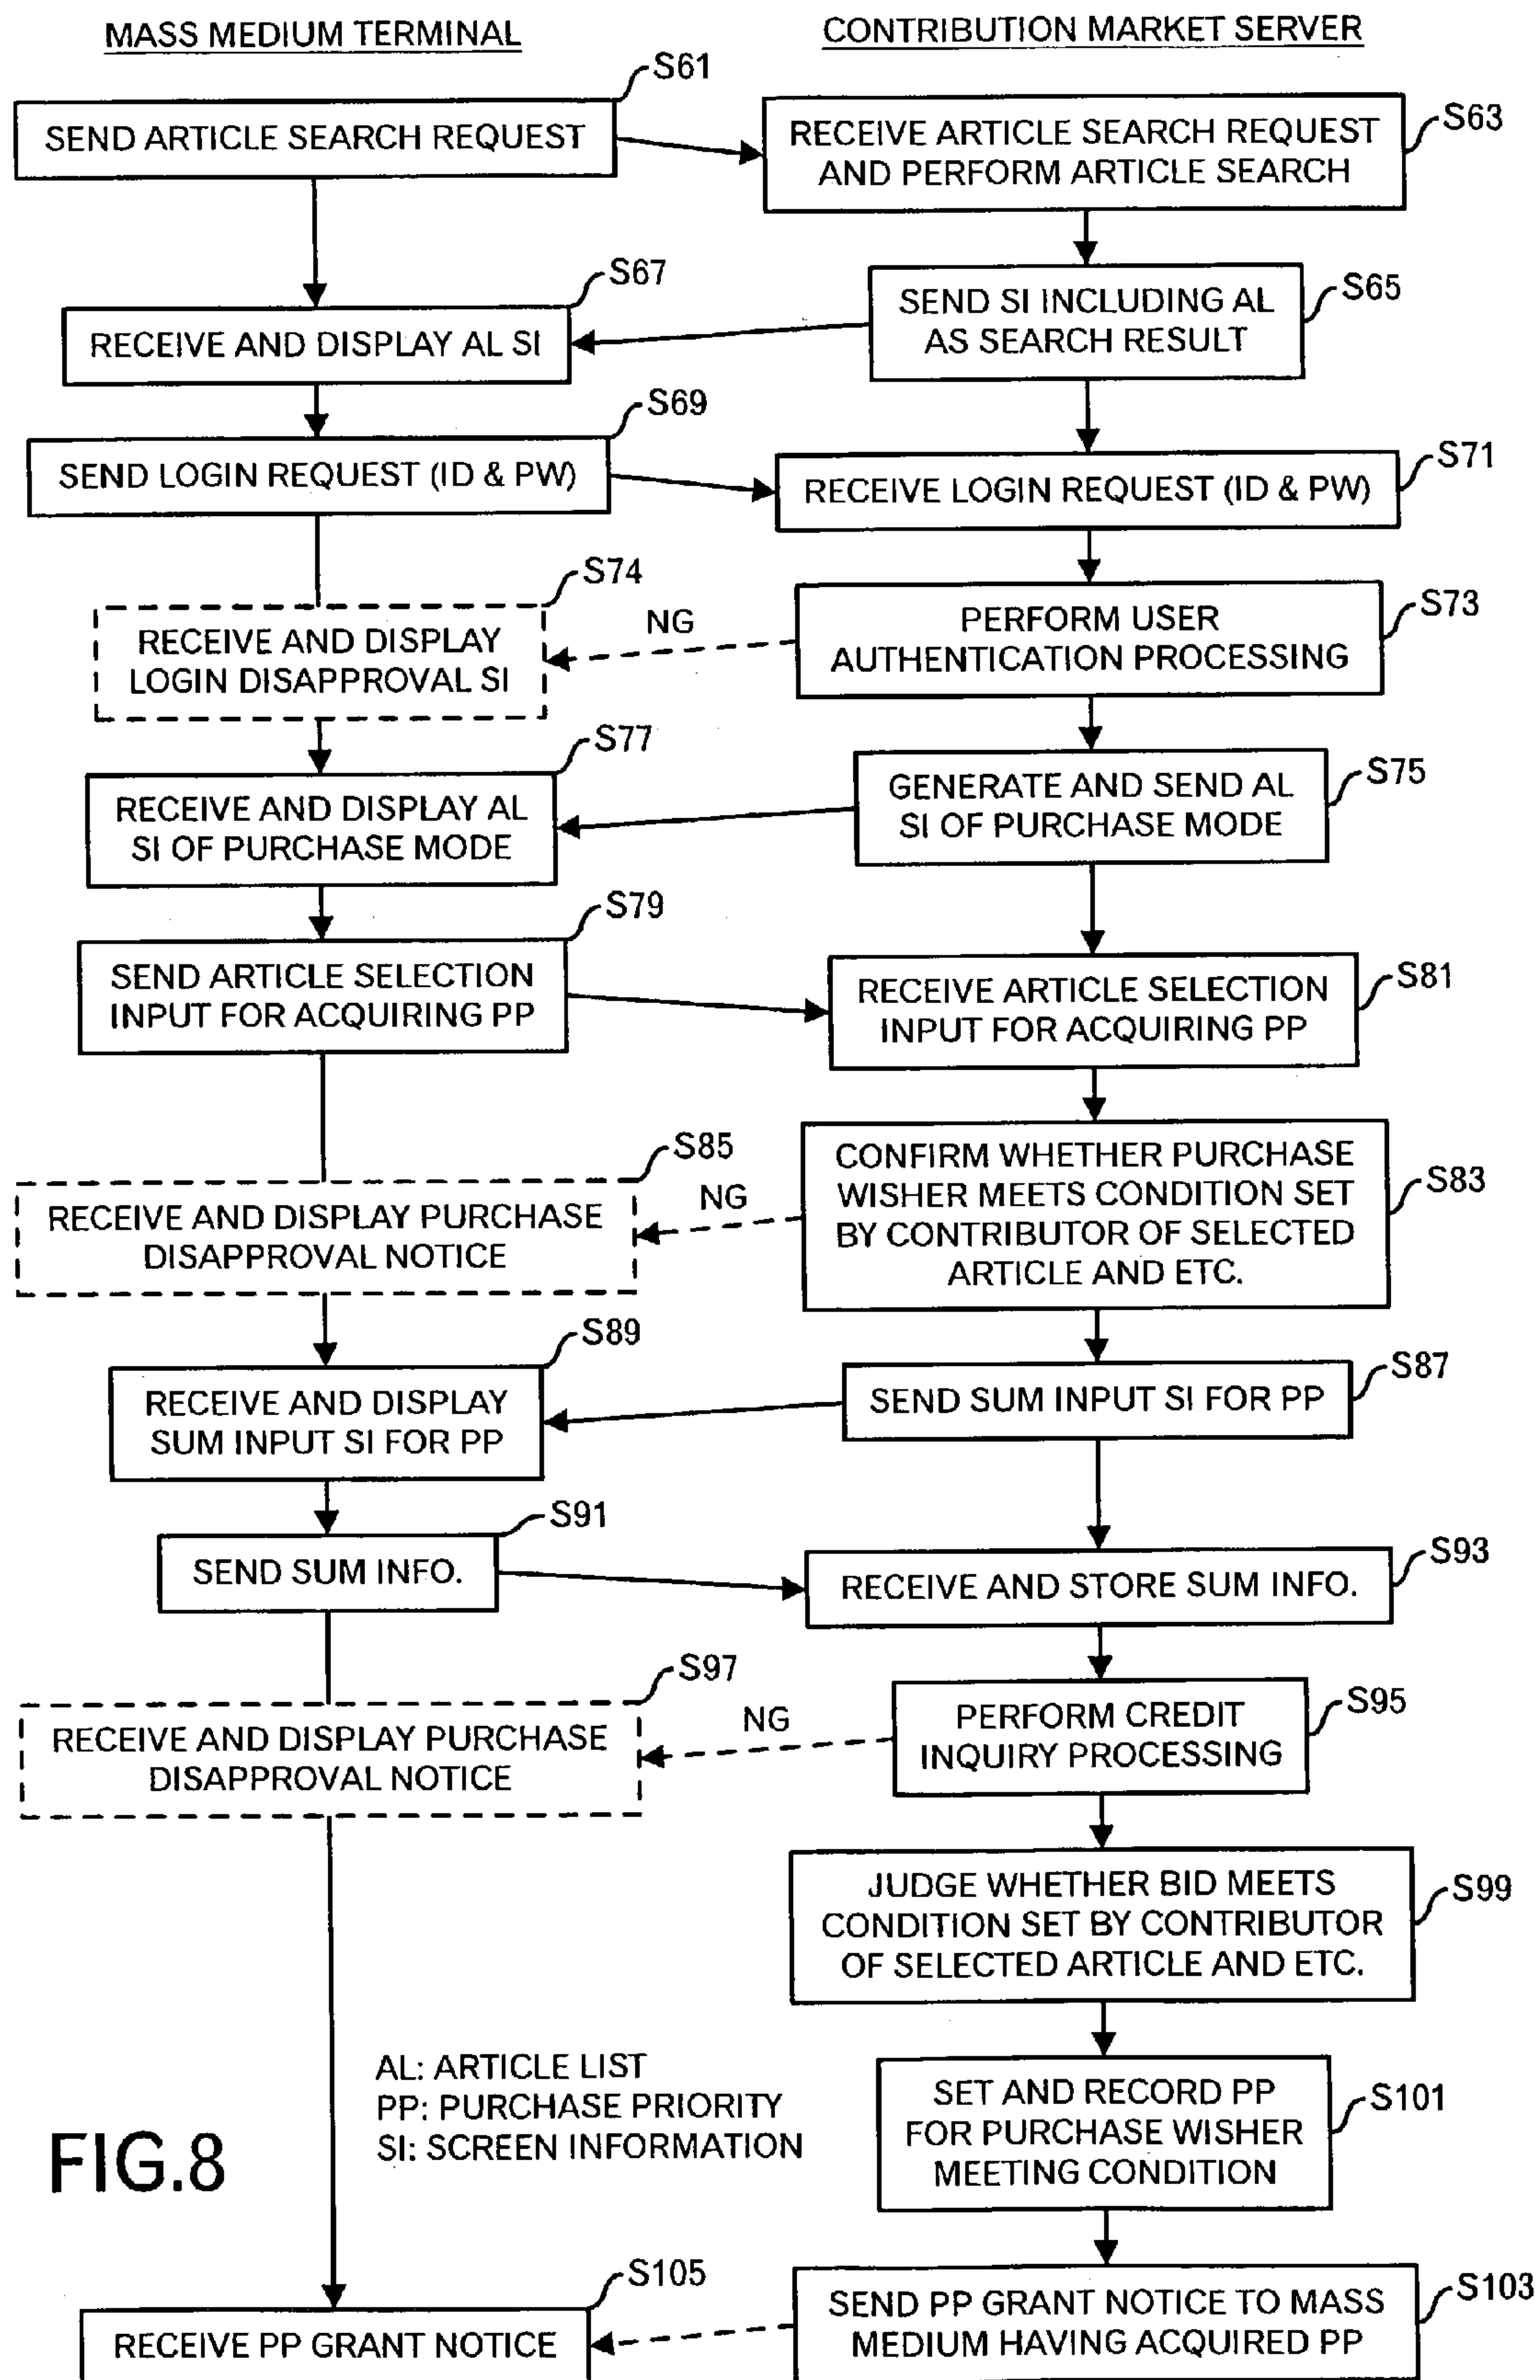 MASS MEDIUM TERMINAL
CONTRIBUTION MARKET SERVER
S61
SEND ARTICLE SEARCH REQUEST
S63
RECEIVE ARTICLE SEARCH REQUEST
AND PERFORM ARTICLE SEARCH
S67
RECEIVE AND DISPLAY AL SI
S65
SEND SI INCLUDING AL
AS SEARCH RESULT
S69
SEND LOGIN REQUEST (ID & PW)
S71
RECEIVE LOGIN REQUEST (ID & PW)
S74
RECEIVE AND DISPLAY
LOGIN DISAPPROVAL SI
NG
S73
PERFORM USER
AUTHENTICATION PROCESSING
S77
RECEIVE AND DISPLAY AL
SI OF PURCHASE MODE
S75
GENERATE AND SEND AL
SI OF PURCHASE MODE
S79
SEND ARTICLE SELECTION
INPUT FOR ACQUIRING PP
S81
RECEIVE ARTICLE SELECTION
INPUT FOR ACQUIRING PP
S85
RECEIVE AND DISPLAY PURCHASE
DISAPPROVAL NOTICE
NG
S83
CONFIRM WHETHER PURCHASE
WISHER MEETS CONDITION SET
BY CONTRIBUTOR OF SELECTED
ARTICLE AND ETC.
S89
RECEIVE AND DISPLAY
SUM INPUT SI FOR PP
S87
SEND SUM INPUT SI FOR PP
S91
SEND SUM INFO.
S93
RECEIVE AND STORE SUM INFO.
S97
RECEIVE AND DISPLAY PURCHASE
DISAPPROVAL NOTICE
NG
S95
PERFORM CREDIT
INQUIRY PROCESSING
S99
JUDGE WHETHER BID MEETS
CONDITION SET BY CONTRIBUTOR
OF SELECTED ARTICLE AND ETC.
AL: ARTICLE LIST
PP: PURCHASE PRIORITY
SI: SCREEN INFORMATION
FIG.8
S101
SET AND RECORD PP
FOR PURCHASE WISHER
MEETING CONDITION
S105
RECEIVE PP GRANT NOTICE
S103
SEND PP GRANT NOTICE TO MASS
MEDIUM HAVING ACQUIRED PP